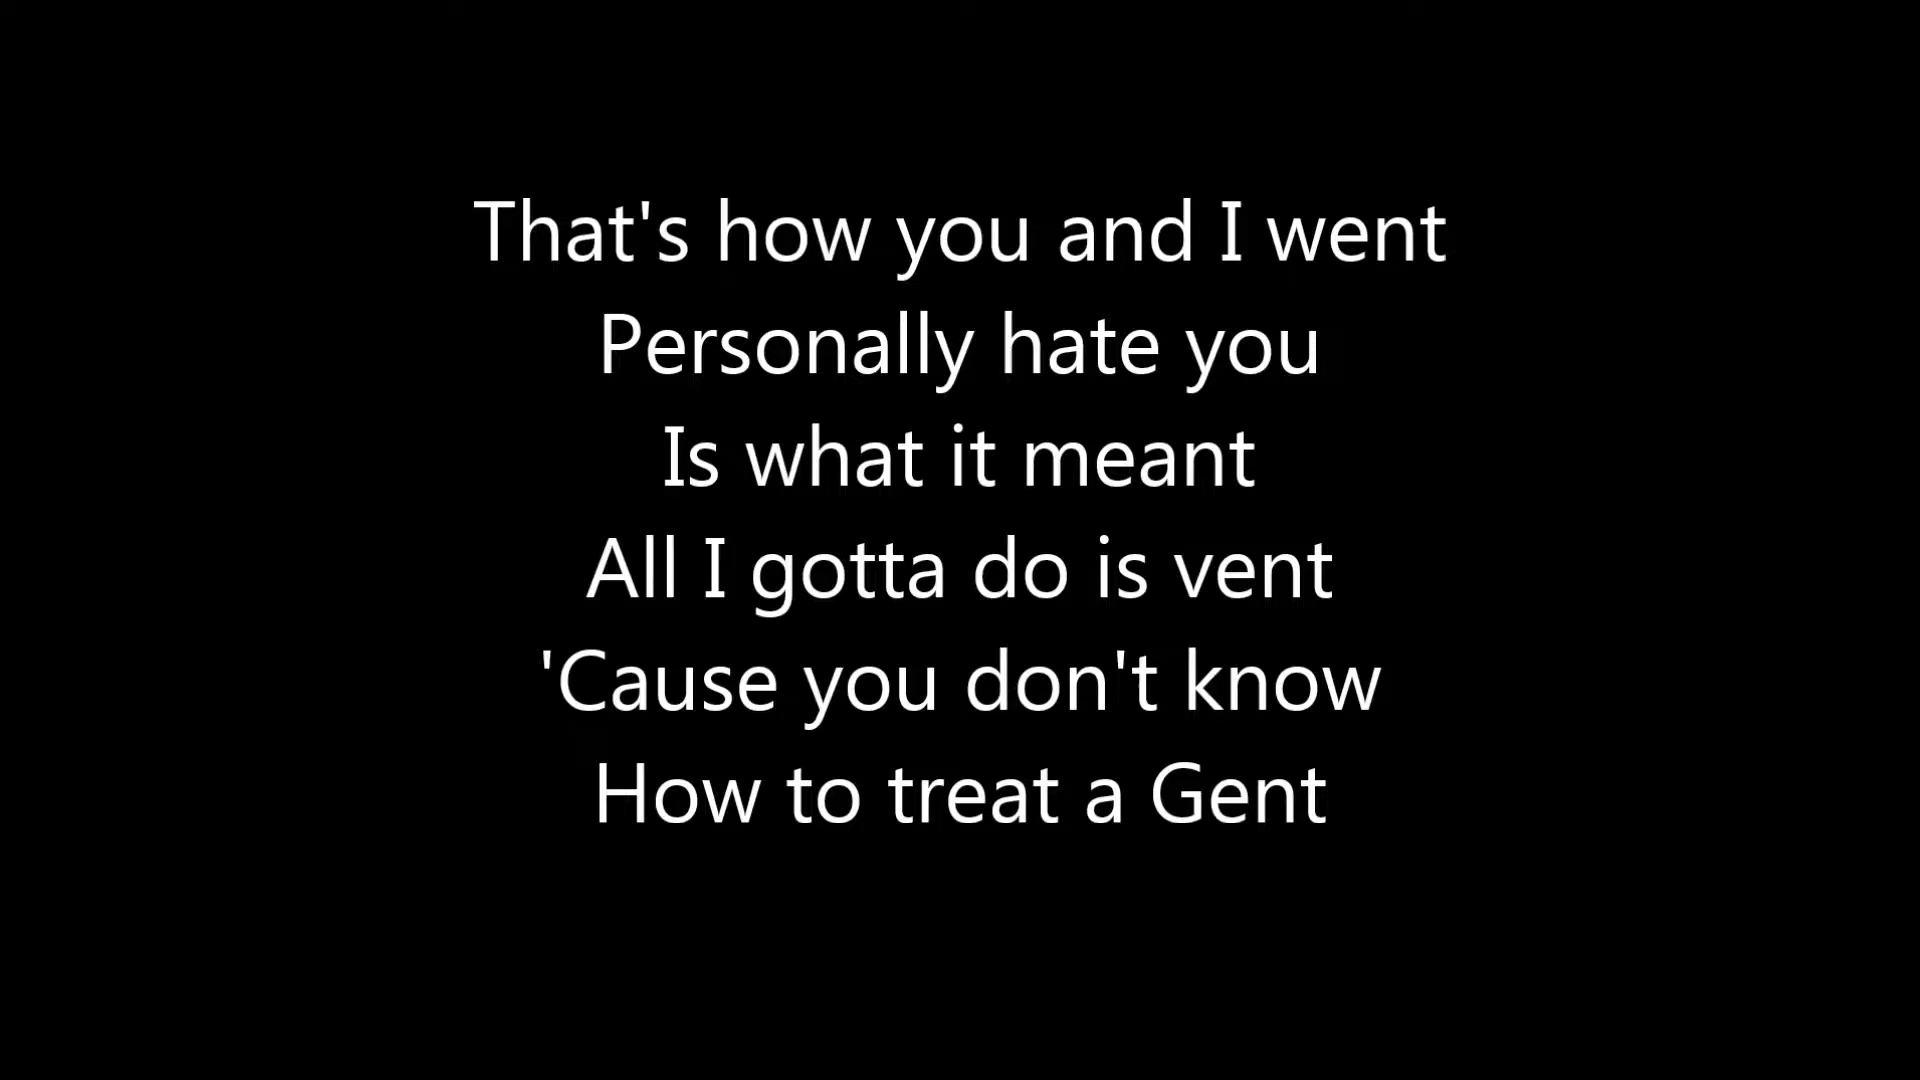 That's how you and I went
Personally hate you
Is what it meant
All I gotta do is vent
'Cause you don't know
How to treat a Gent